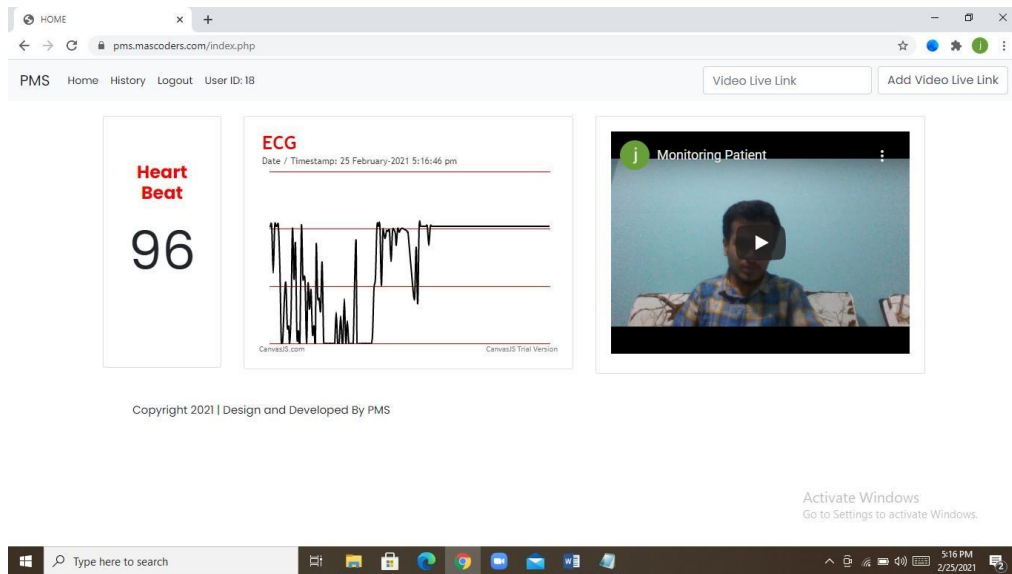 HOME
pms.mascoders.com/index.php
j
PMS Home History Logout User ID: 18 Video Live Link Add Video Live Link
Heart
Beat
96
ECG
Date / Timestamp: 25 February-2021 5:16:46 pm
CanvasJS.com CanvasJS Trial Version
j Monitoring Patient
Copyright 2021 | Design and Developed By PMS
Activate Windows
Go to Settings to activate Windows.
Type here to search
5:16 PM
2/25/2021
2